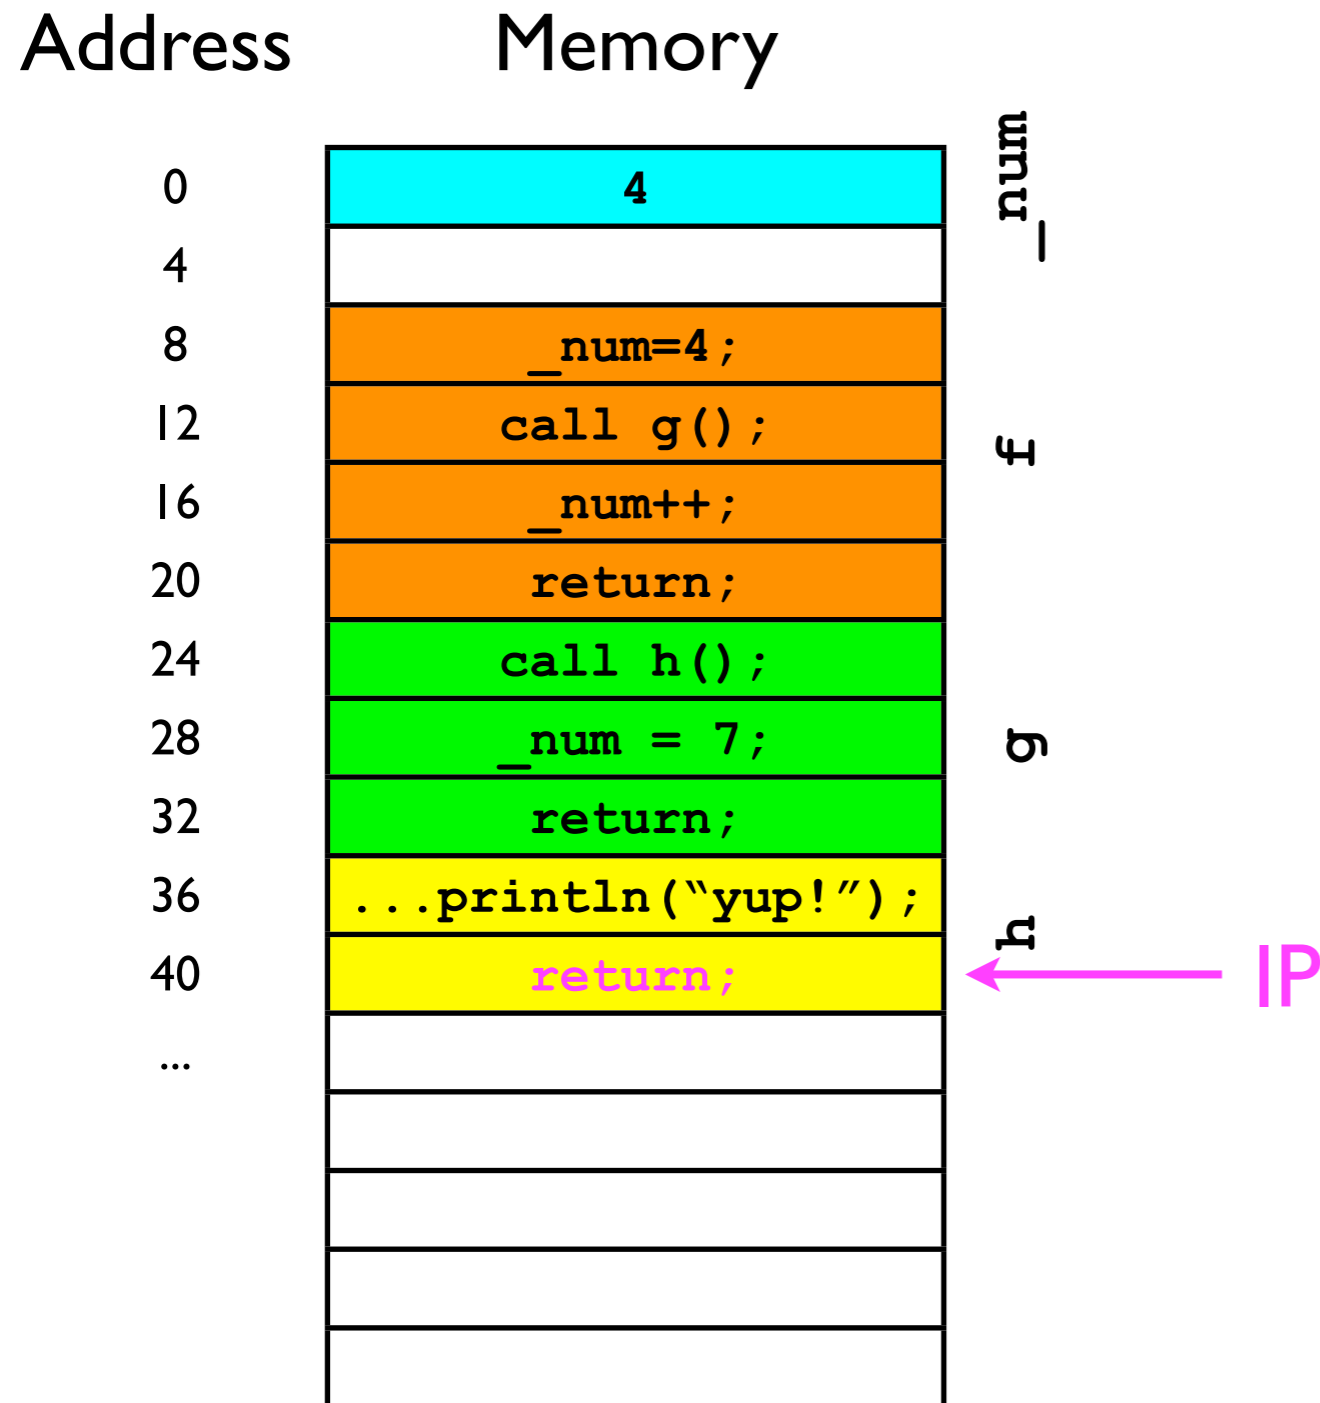 Address Memory
_num
0 4
4
8 _num=4;
12 call g();
f
16 _num++;
20 return;
24 call h();
28 _num = 7;
g
32 return;
36 ...println(“yup!”);
h
40 return; IP
...